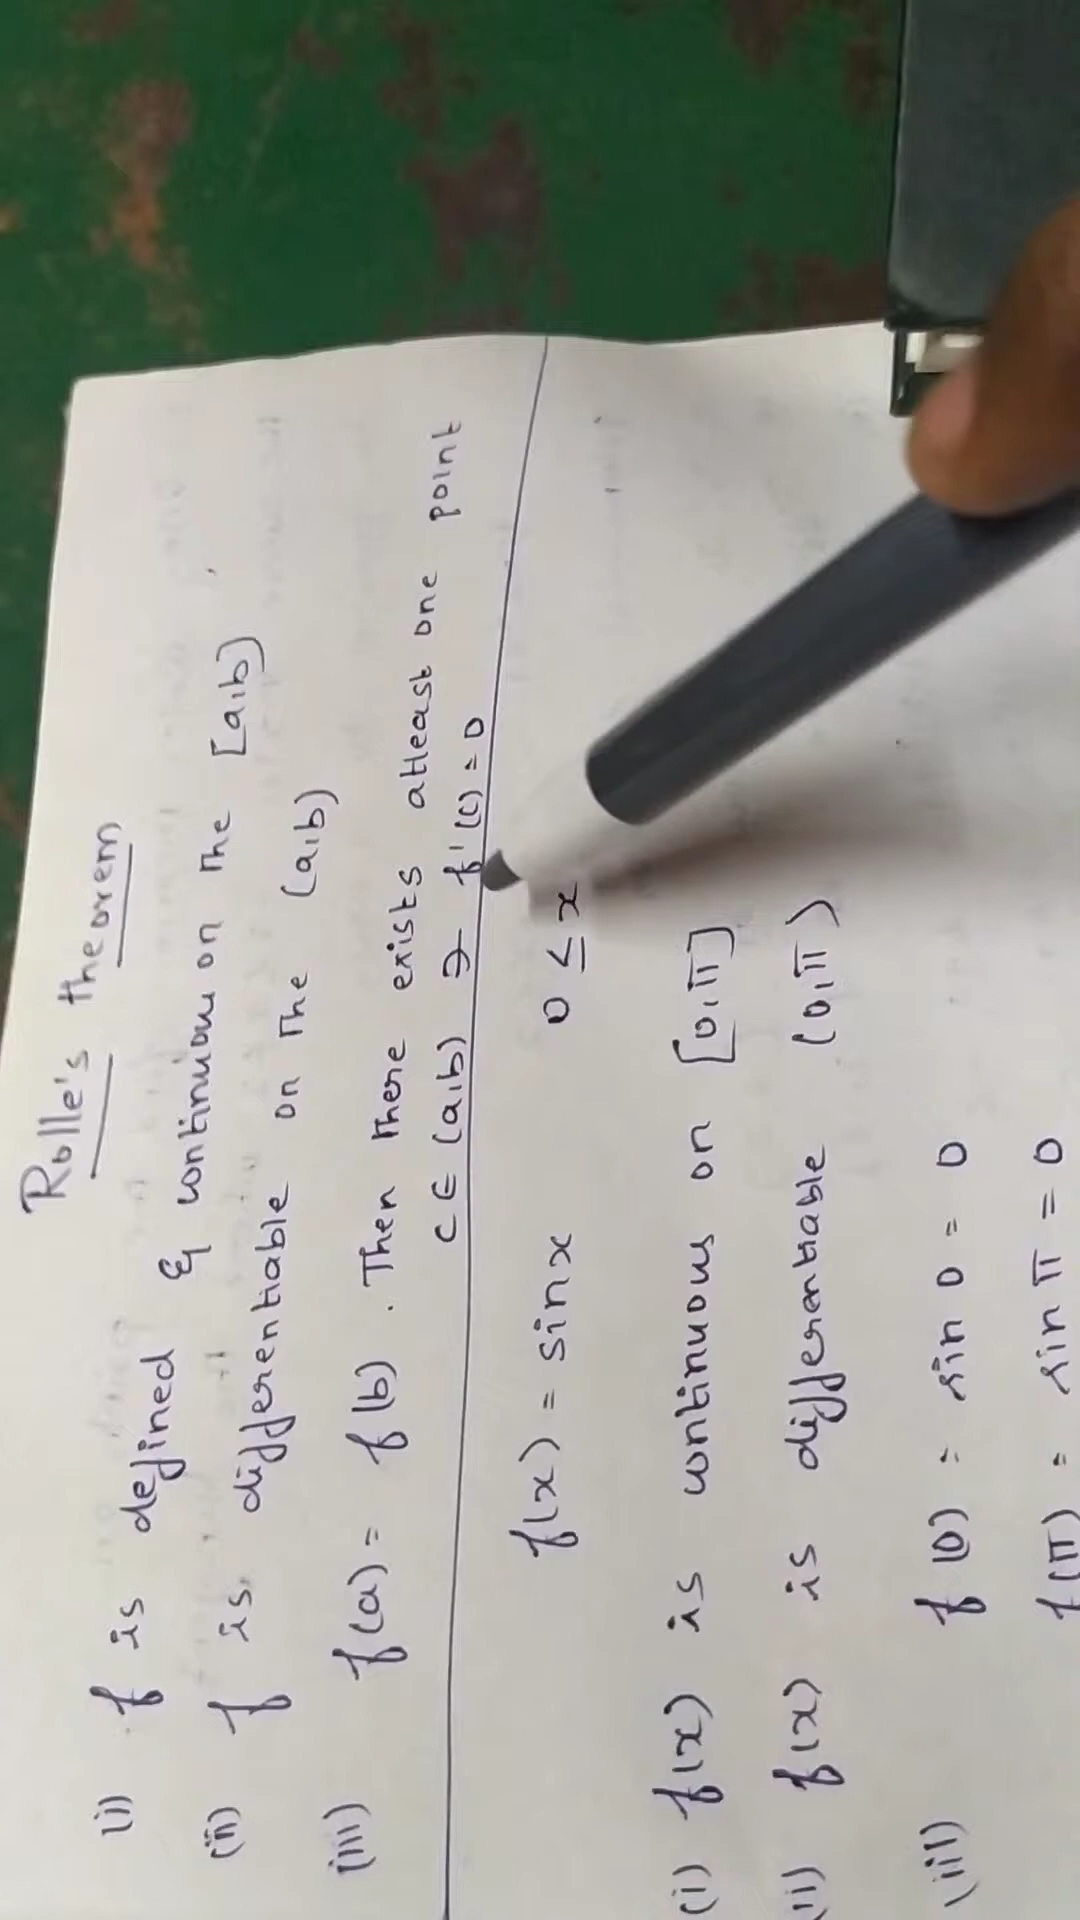 Rolle's theorem
(i) f is defined & continuous on the [a,b]
(ii) f is differentiable on the (a,b)
(iii) f(a) = f(b). Then there exists atleast one point
c ∈ (a,b) ∋ f'(c) = 0
f(x) = sinx 0 ≤ x
(i) f(x) is continuous on [0,π]
(ii) f(x) is differentiable (0,π)
(iii) f(0) = sin 0 = 0
f(π) = sin π = 0